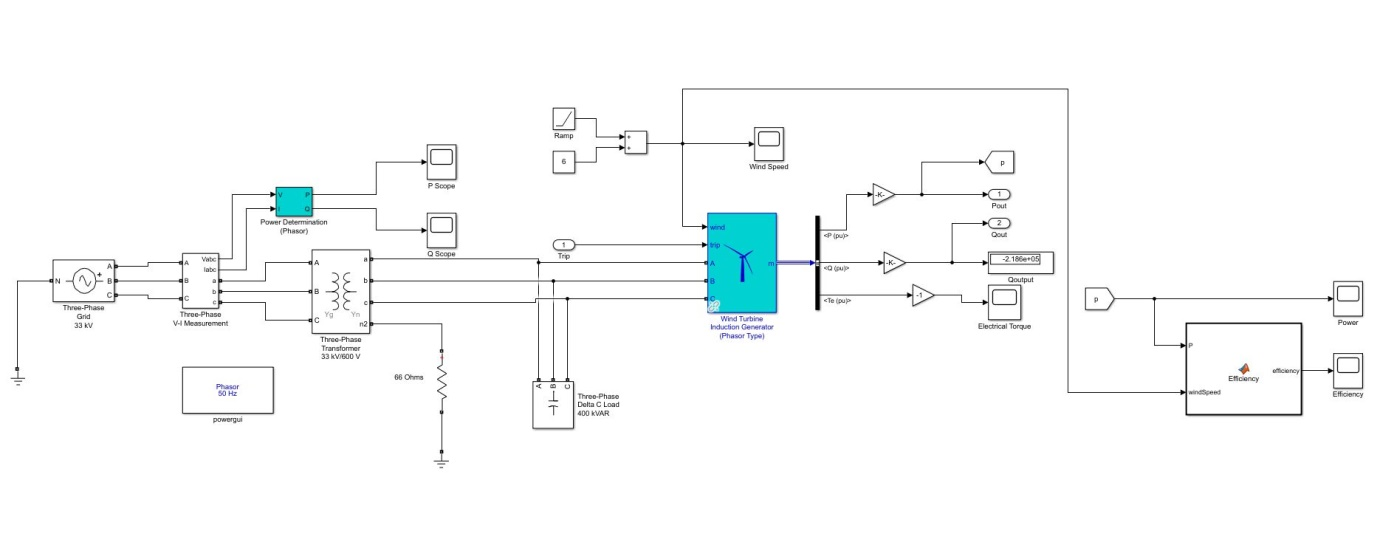 Ramp
6
+
+
Wind Speed
P Scope
V
I
P
Q
Power Determination
(Phasor)
Q Scope
p
-K-
1
Pout
2
Qout
<P (pu)>
1
Trip
wind
trip
A
B
C
m
Wind Turbine
Induction Generator
(Phasor Type)
-K-
<Q (pu)>
-2.186e+05
Qoutput
-1
<Te (pu)>
Electrical Torque
N
+
A
B
C
Three-Phase
Grid
33 kV
A
B
C
Vabc
Iabc
a
b
c
Three-Phase
V-I Measurement
A
B
C
a
b
c
n2
Yg
Yn
Three-Phase
Transformer
33 kV/600 V
66 Ohms
Phasor
50 Hz
powergui
A
B
C
Three-Phase
Delta C Load
400 kVAR
p
Power
P
windSpeed
Efficiency
efficiency
Efficiency